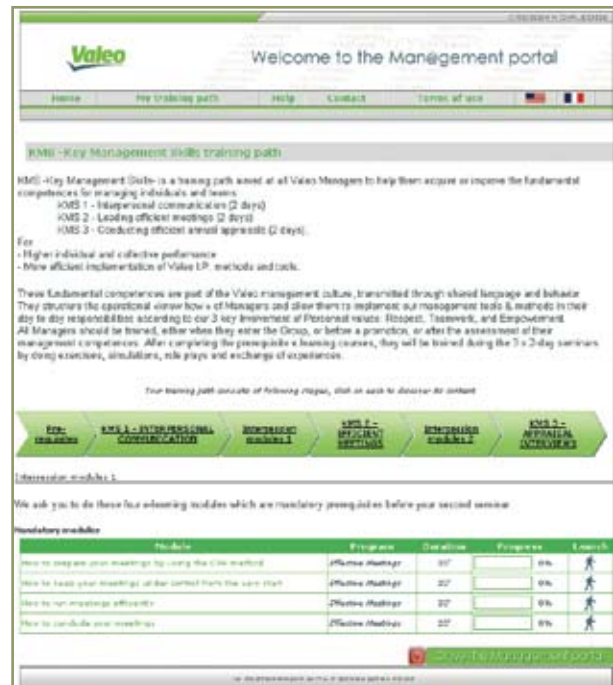 Valeo
Welcome to the Management portal
Home My training path Help Contact Terms of use
KMS -Key Management Skills training path
KMS -Key Management Skills- is a training path aimed at all Valeo Managers to help them acquire or improve the fundamental
competences for managing individuals and teams
KMS 1 - Interpersonal communication (2 days)
KMS 2 - Leading efficient meetings (2 days)
KMS 3 - Conducting efficient annual appraisals (2 days).
For
- Higher individual and collective performance
- More efficient implementation of Valeo I.P. methods and tools.
These fundamental competences are part of the Valeo management culture, transmitted through shared language and behavior
They structure the operational «know how » of Managers and allow them to implement our management tools & methods in their
day to day responsibilities according to our 3 key Involvement of Personnel values: Respect, Teamwork, and Empowerment.
All Managers should be trained, either when they enter the Group, or before a promotion, or after the assessment of their
management competences. After completing the prerequisite e learning courses, they will be trained during the 3 x 2-day seminars
by doing exercises, simulations, role plays and exchange of experiences.
Your training path consists of following stages, click on each to discover its content
Pre-requisites
KMS 1 - INTERPERSONAL COMMUNICATION
Intersession modules 1
KMS 2 - EFFICIENT MEETINGS
Intersession modules 2
KMS 3 - APPRAISAL INTERVIEWS
Intersession modules 1
We ask you to do these four e-learning modules which are mandatory prerequisites before your second seminar
Mandatory modules
Module Program Duration Progress Launch
How to prepare your meetings by using the method Effective Meetings 0%
How to keep your meetings under control from the very start Effective Meetings 0%
How to run meetings efficiently Effective Meetings 0%
How to conclude your meetings Effective Meetings 0%
Close the Management portal